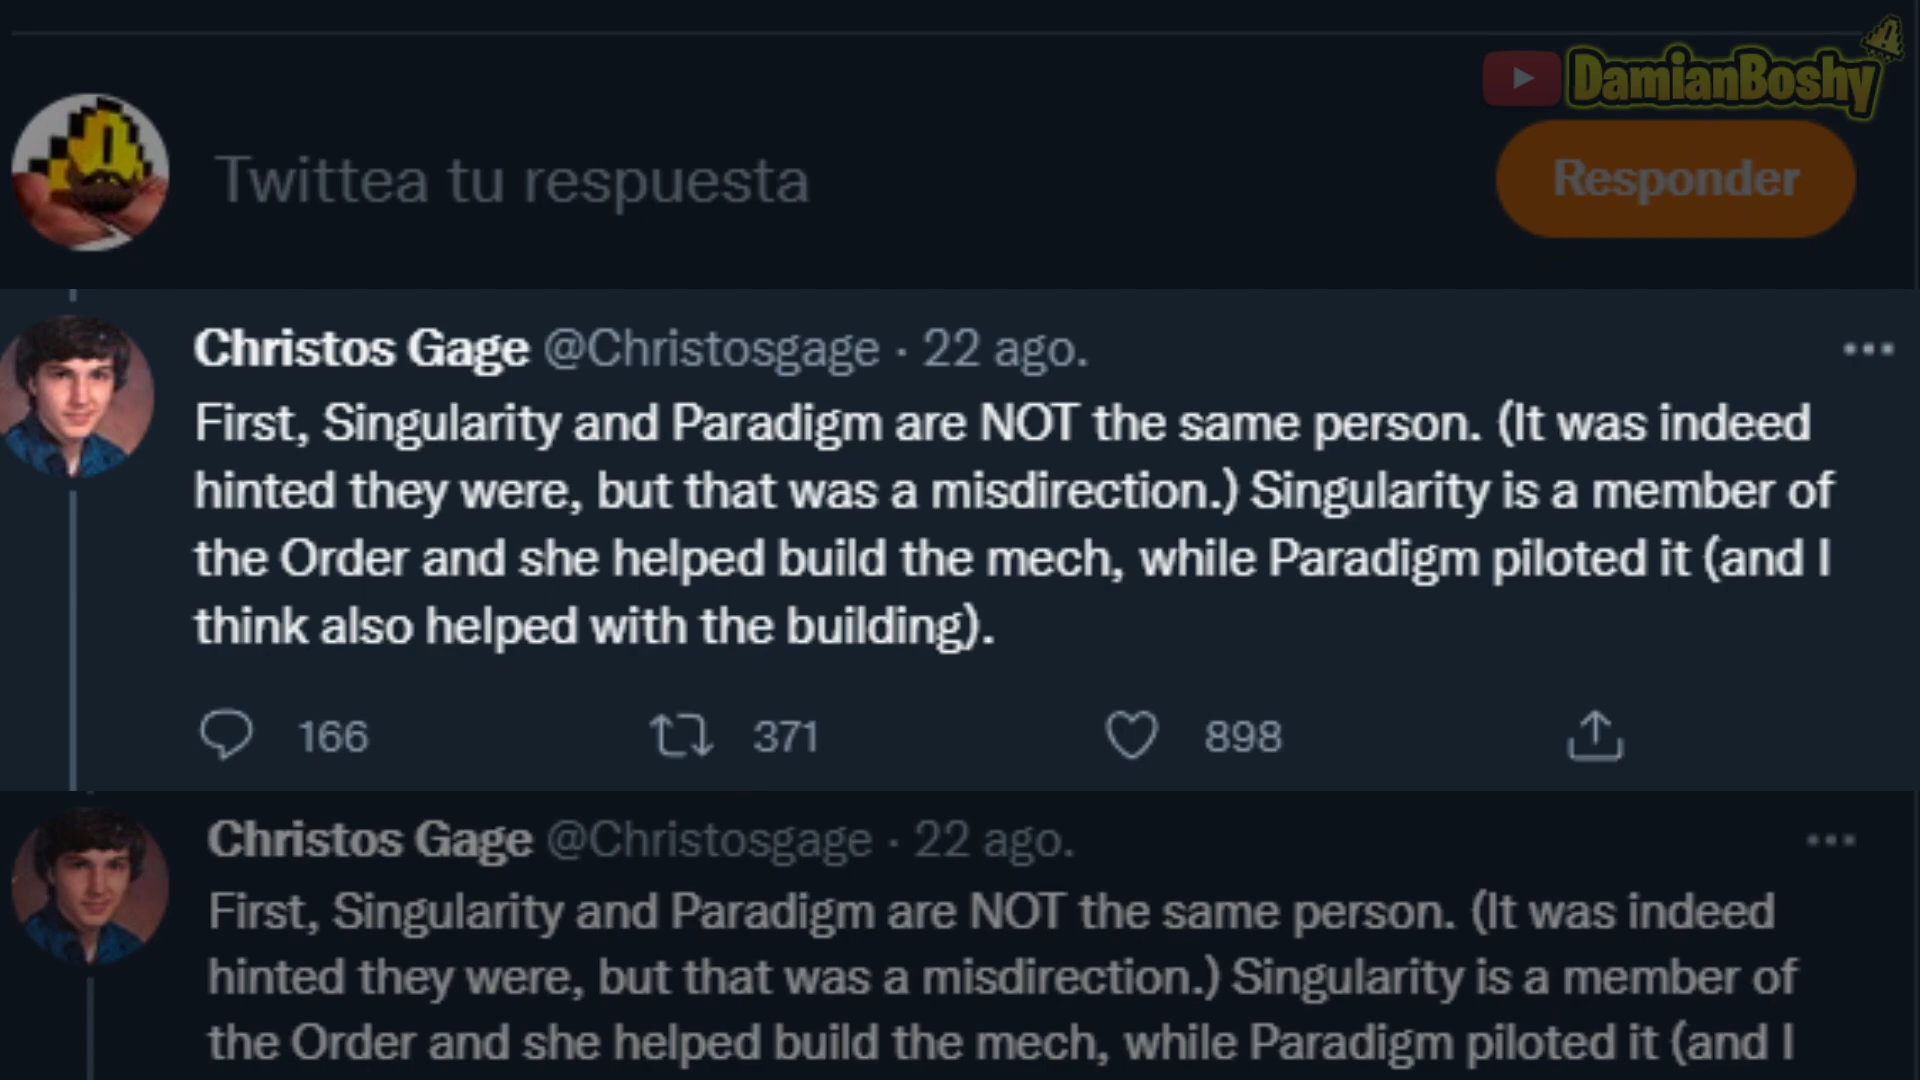 DamianBoshy
Twittea tu respuesta
Responder
Christos Gage @Christosgage · 22 ago.
First, Singularity and Paradigm are NOT the same person. (It was indeed
hinted they were, but that was a misdirection.) Singularity is a member of
the Order and she helped build the mech, while Paradigm piloted it (and I
think also helped with the building).
166 371 898
Christos Gage @Christosgage · 22 ago.
First, Singularity and Paradigm are NOT the same person. (It was indeed
hinted they were, but that was a misdirection.) Singularity is a member of
the Order and she helped build the mech, while Paradigm piloted it (and I